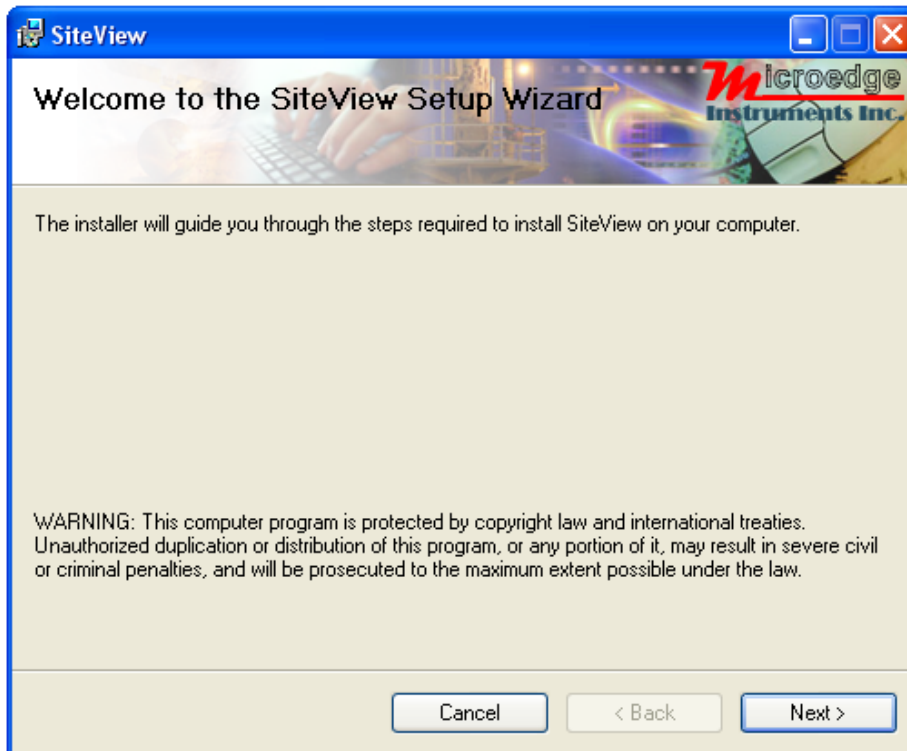 SiteView
Welcome to the SiteView Setup Wizard
Microedge
Instruments Inc.
The installer will guide you through the steps required to install SiteView on your computer.
WARNING: This computer program is protected by copyright law and international treaties.
Unauthorized duplication or distribution of this program, or any portion of it, may result in severe civil
or criminal penalties, and will be prosecuted to the maximum extent possible under the law.
Cancel
< Back
Next >